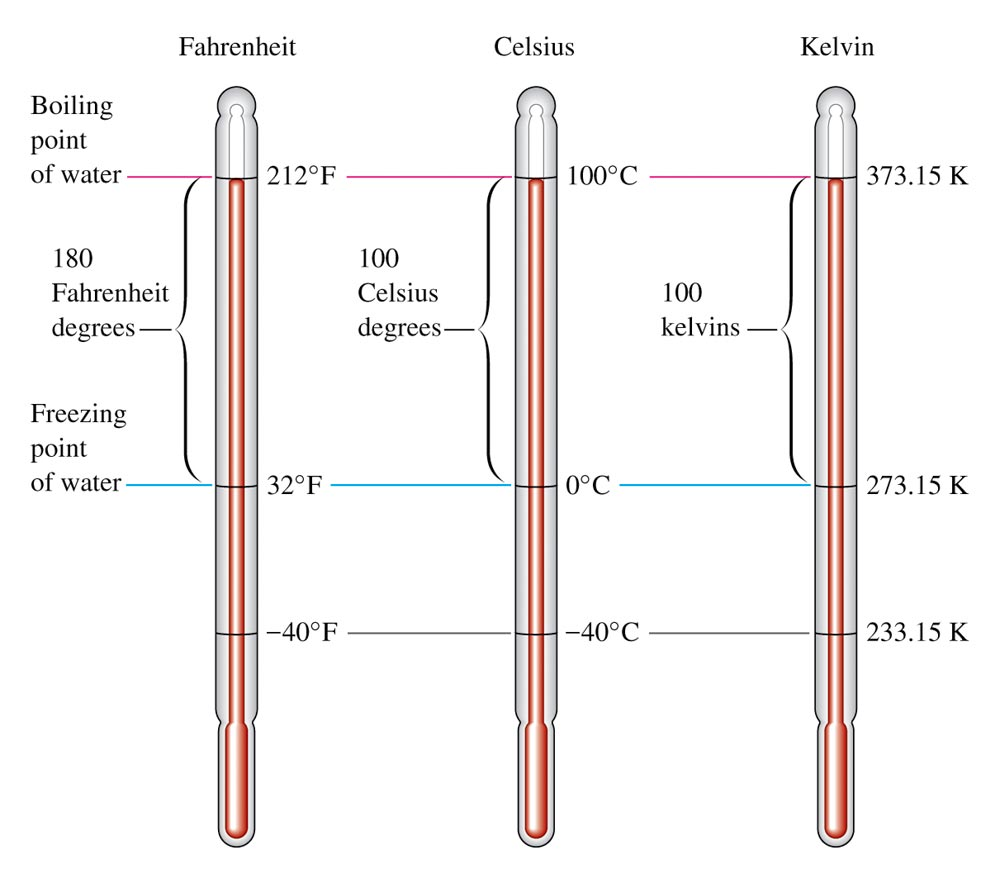 Fahrenheit
Celsius
Kelvin
Boiling
point
of water
212°F
100°C
373.15 K
180
Fahrenheit
degrees
100
Celsius
degrees
100
kelvins
Freezing
point
of water
32°F
0°C
273.15 K
−40°F
−40°C
233.15 K